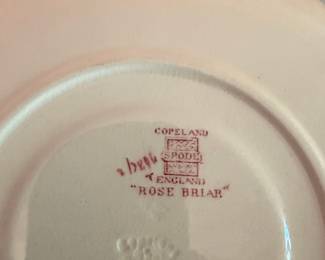 COPELAND
SPODE
ENGLAND
"ROSE BRIAR"